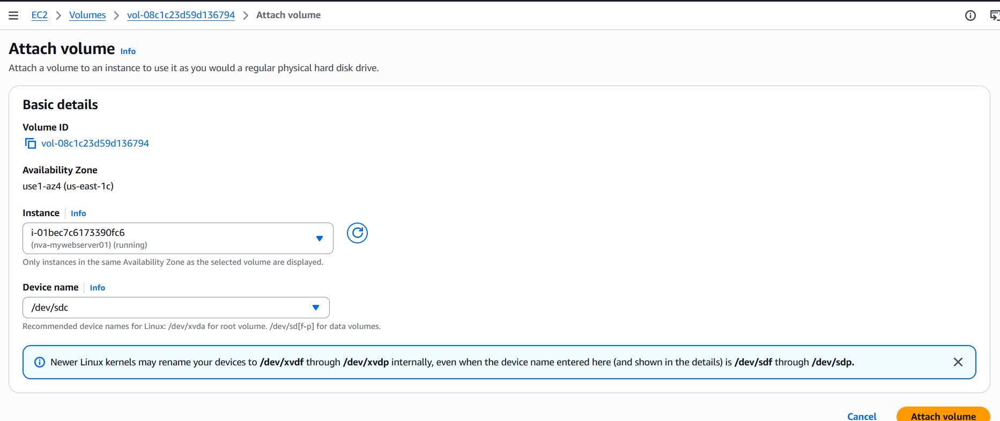 EC2 Volumes vol-08c1c23d59d136794 Attach volume
Attach volume Info
Attach a volume to an instance to use it as you would a regular physical hard disk drive.
Basic details
Volume ID
vol-08c1c23d59d136794
Availability Zone
use1-az4 (us-east-1c)
Instance Info
i-01bec7c6173390fc6
(nva-mywebserver01) (running)
Only instances in the same Availability Zone as the selected volume are displayed.
Device name Info
/dev/sdc
Recommended device names for Linux: /dev/xvda for root volume. /dev/sd[f-p] for data volumes.
Newer Linux kernels may rename your devices to /dev/xvdf through /dev/xvdp internally, even when the device name entered here (and shown in the details) is /dev/sdf through /dev/sdp.
Cancel Attach volume